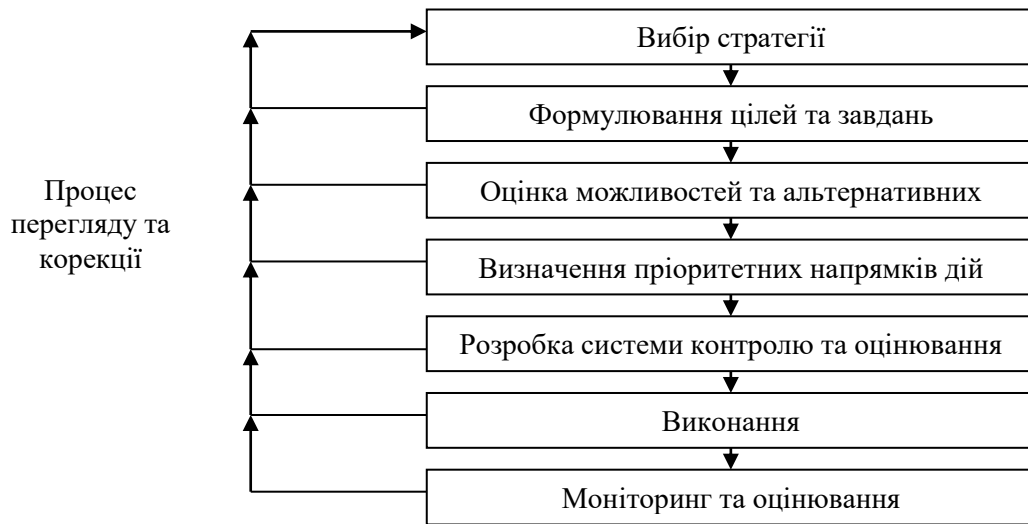 Вибір стратегії
Формулювання цілей та завдань
Оцінка можливостей та альтернативних
Процес
перегляду та
корекції
Визначення пріоритетних напрямків дій
Розробка системи контролю та оцінювання
Виконання
Моніторинг та оцінювання